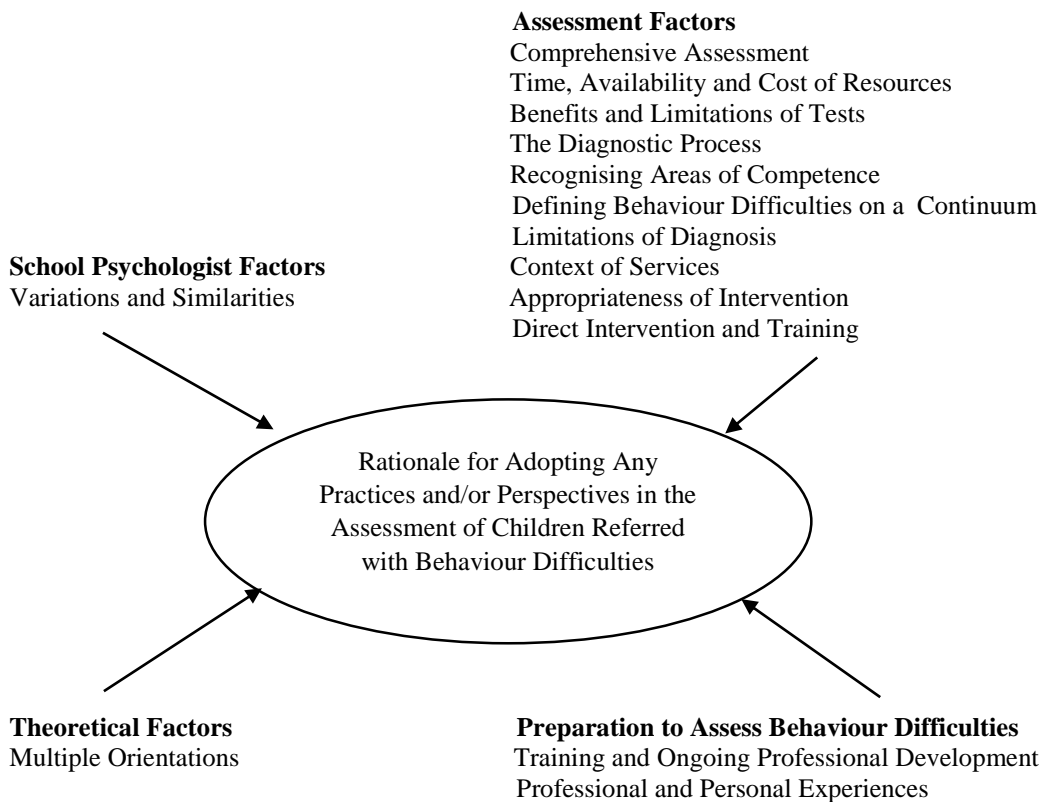 Assessment Factors
Comprehensive Assessment
Time, Availability and Cost of Resources
Benefits and Limitations of Tests
The Diagnostic Process
Recognising Areas of Competence
Defining Behaviour Difficulties on a Continuum
Limitations of Diagnosis
Context of Services
Appropriateness of Intervention
Direct Intervention and Training
School Psychologist Factors
Variations and Similarities
Rationale for Adopting Any
Practices and/or Perspectives in the
Assessment of Children Referred
with Behaviour Difficulties
Theoretical Factors
Multiple Orientations
Preparation to Assess Behaviour Difficulties
Training and Ongoing Professional Development
Professional and Personal Experiences